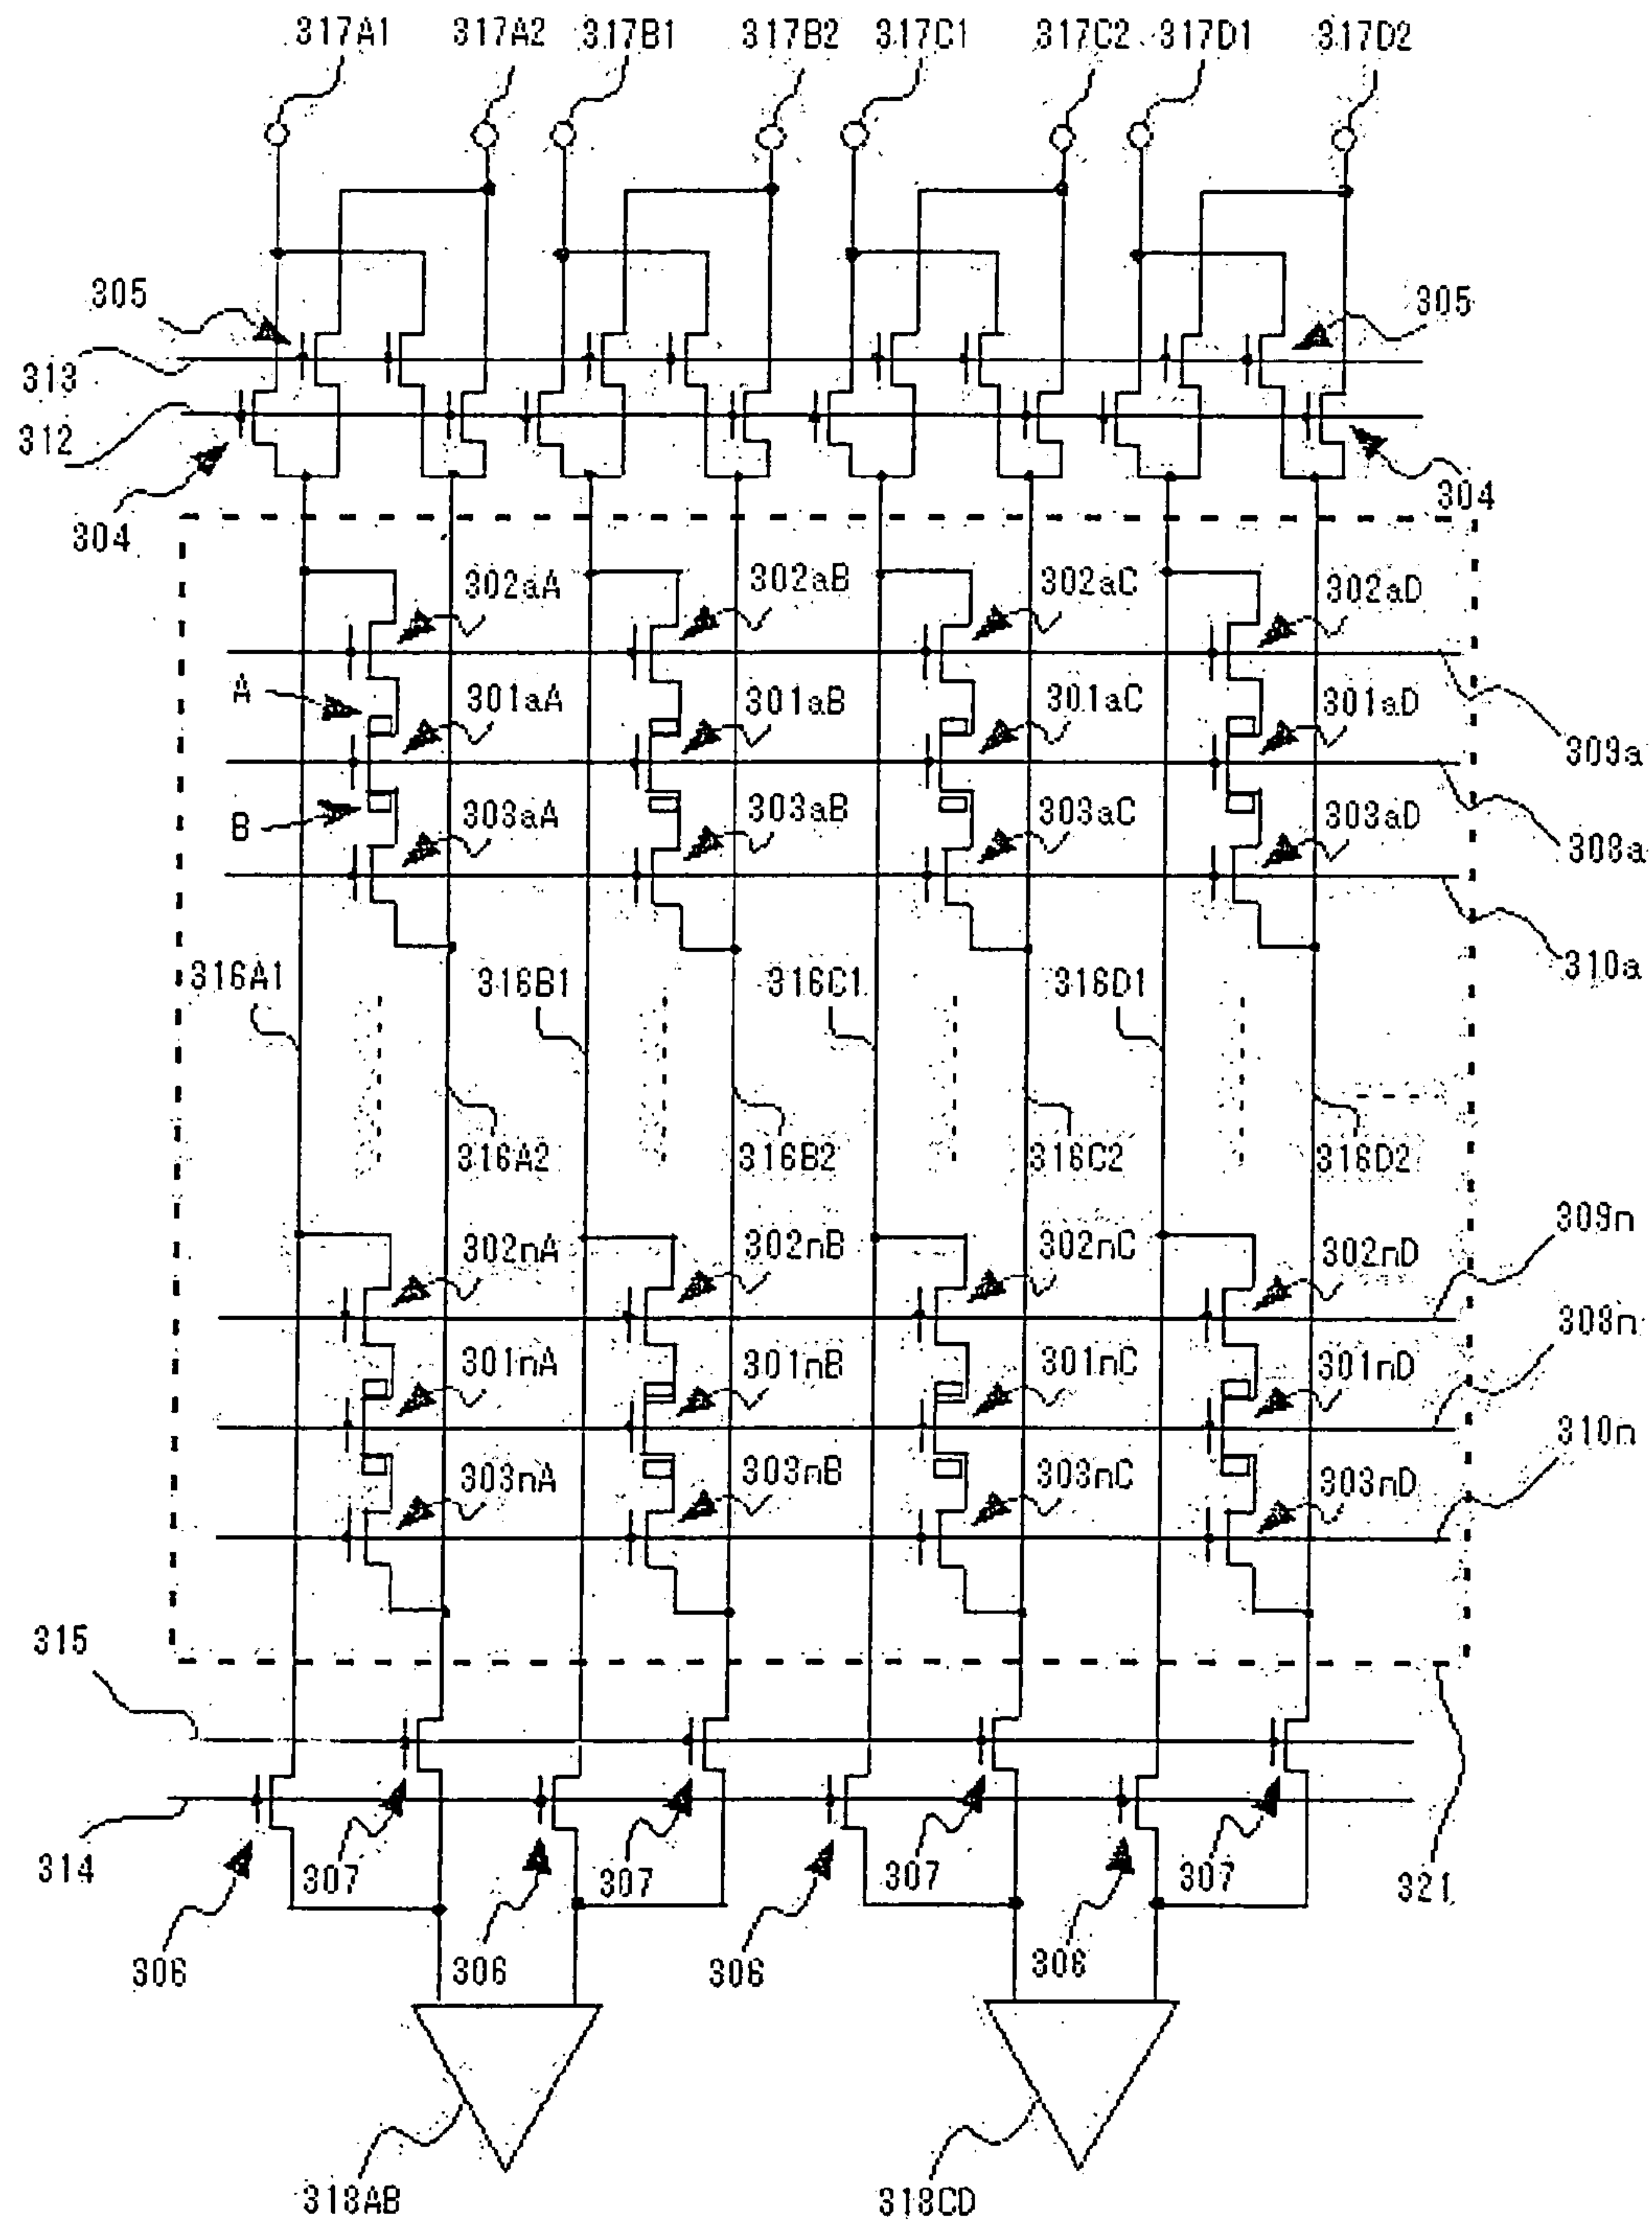 317A1 317A2 317B1 317B2 317C1 317C2 317D1 317D2
305 305
313
312
304 304
302aA 302aB 302aC 302aD
A 301aA 301aB 301aC 301aD
309a
B 303aA 303aB 303aC 303aD
308a
310a
316A1 316B1 316C1 316D1
316A2 316B2 316C2 316D2
309n
302nA 302nB 302nC 302nD
308n
301nA 301nB 301nC 301nD
310n
303nA 303nB 303nC 303nD
315
314 307 307 307 307 321
306 306 306 306
318AB 318CD